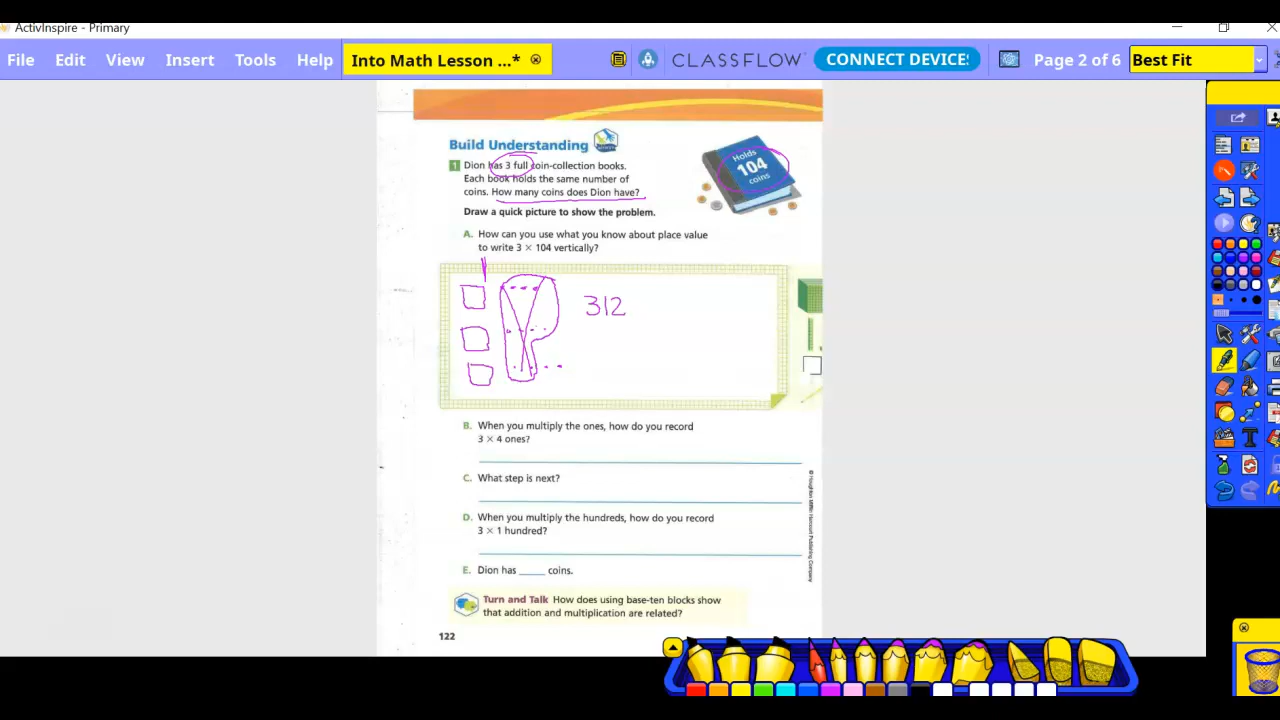 ActivInspire - Primary
File Edit View Insert Tools Help Into Math Lesson ...* CLASSFLOW CONNECT DEVICES Page 2 of 6 Best Fit
Build Understanding
1 Dion has 3 full coin-collection books.
Each book holds the same number of
coins. How many coins does Dion have?
Holds
104
coins
Draw a quick picture to show the problem.
A. How can you use what you know about place value
to write 3 × 104 vertically?
312
B. When you multiply the ones, how do you record
3 × 4 ones?
C. What step is next?
D. When you multiply the hundreds, how do you record
3 × 1 hundred?
E. Dion has ____ coins.
Turn and Talk How does using base-ten blocks show
that addition and multiplication are related?
122
© Houghton Mifflin Harcourt Publishing Company